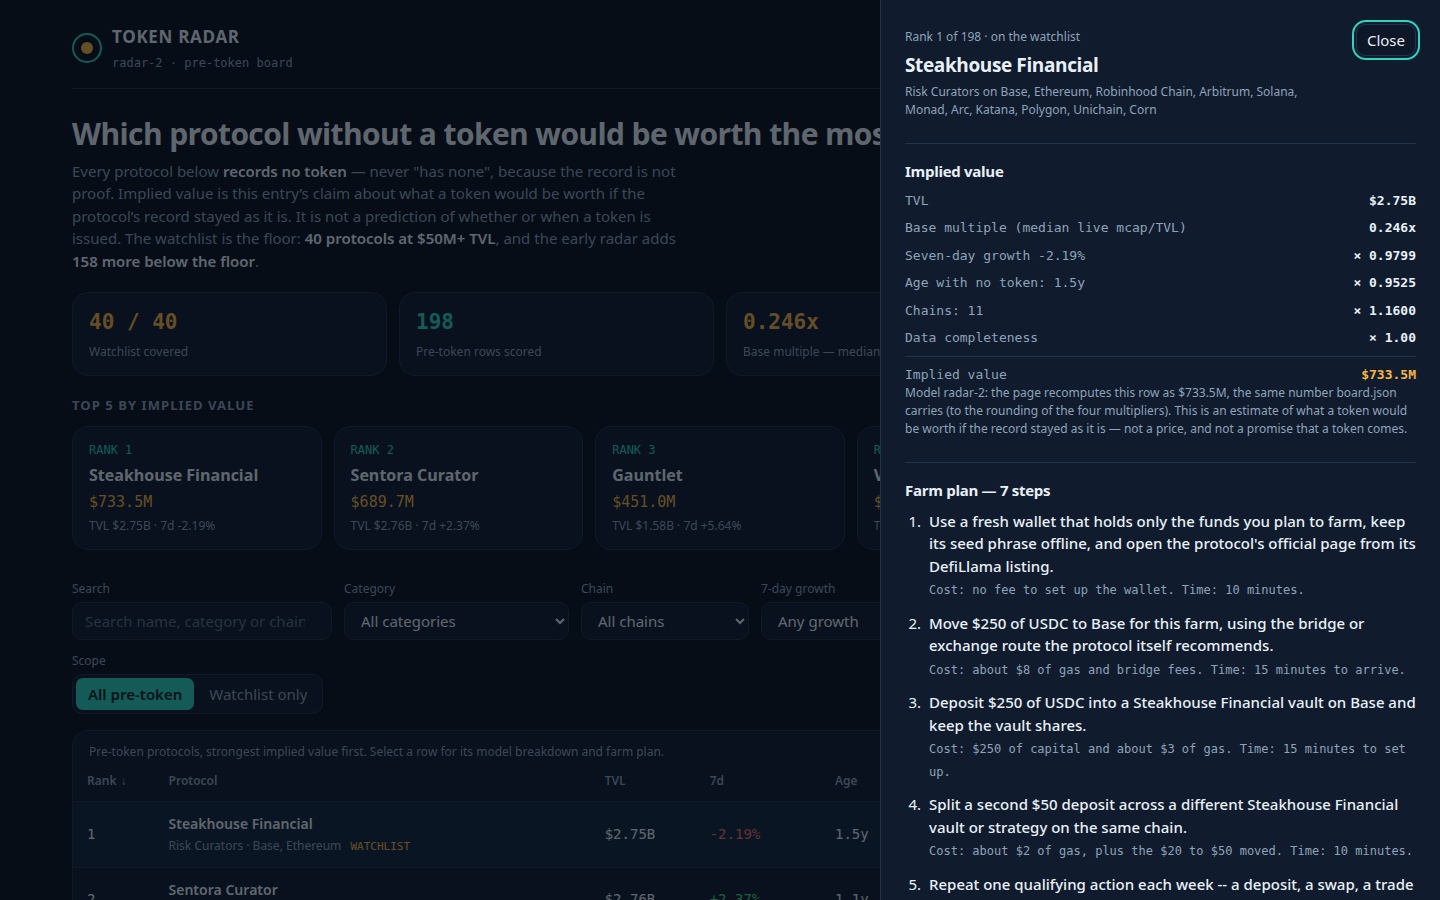 TOKEN RADAR
radar-2 · pre-token board
Which protocol without a token would be worth the mos
Every protocol below records no token — never "has none", because the record is not
proof. Implied value is this entry's claim about what a token would be worth if the
protocol's record stayed as it is. It is not a prediction of whether or when a token is
issued. The watchlist is the floor: 40 protocols at $50M+ TVL, and the early radar adds
158 more below the floor.
40 / 40
Watchlist covered
198
Pre-token rows scored
0.246x
Base multiple — median
TOP 5 BY IMPLIED VALUE
RANK 1
Steakhouse Financial
$733.5M
TVL $2.75B · 7d -2.19%
RANK 2
Sentora Curator
$689.7M
TVL $2.76B · 7d +2.37%
RANK 3
Gauntlet
$451.0M
TVL $1.58B · 7d +5.64%
Search
Search name, category or chain
Category
All categories
Chain
All chains
7-day growth
Any growth
Scope
All pre-token
Watchlist only
Pre-token protocols, strongest implied value first. Select a row for its model breakdown and farm plan.
Rank ↓ Protocol TVL 7d Age
1 Steakhouse Financial $2.75B -2.19% 1.5y
Risk Curators · Base, Ethereum WATCHLIST
2 Sentora Curator $2.76B +2.37% 1.1y
Rank 1 of 198 · on the watchlist
Close
Steakhouse Financial
Risk Curators on Base, Ethereum, Robinhood Chain, Arbitrum, Solana,
Monad, Arc, Katana, Polygon, Unichain, Corn
Implied value
TVL $2.75B
Base multiple (median live mcap/TVL) 0.246x
Seven-day growth -2.19% × 0.9799
Age with no token: 1.5y × 0.9525
Chains: 11 × 1.1600
Data completeness × 1.00
Implied value $733.5M
Model radar-2: the page recomputes this row as $733.5M, the same number board.json
carries (to the rounding of the four multipliers). This is an estimate of what a token would
be worth if the record stayed as it is — not a price, and not a promise that a token comes.
Farm plan — 7 steps
1. Use a fresh wallet that holds only the funds you plan to farm, keep
its seed phrase offline, and open the protocol's official page from its
DefiLlama listing.
Cost: no fee to set up the wallet. Time: 10 minutes.
2. Move $250 of USDC to Base for this farm, using the bridge or
exchange route the protocol itself recommends.
Cost: about $8 of gas and bridge fees. Time: 15 minutes to arrive.
3. Deposit $250 of USDC into a Steakhouse Financial vault on Base and
keep the vault shares.
Cost: $250 of capital and about $3 of gas. Time: 15 minutes to set
up.
4. Split a second $50 deposit across a different Steakhouse Financial
vault or strategy on the same chain.
Cost: about $2 of gas, plus the $20 to $50 moved. Time: 10 minutes.
5. Repeat one qualifying action each week -- a deposit, a swap, a trade